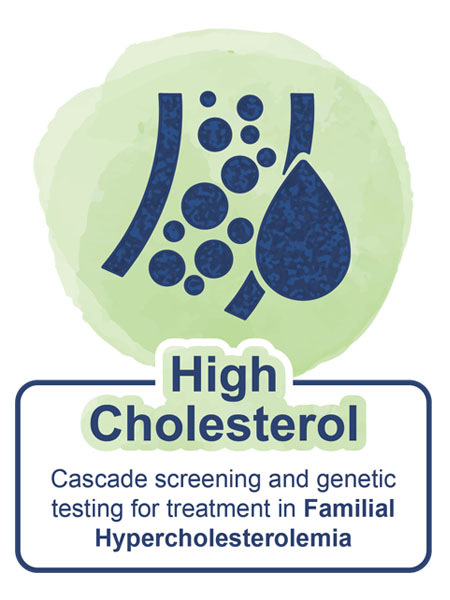 High
Cholesterol
Cascade screening and genetic
testing for treatment in Familial
Hypercholesterolemia